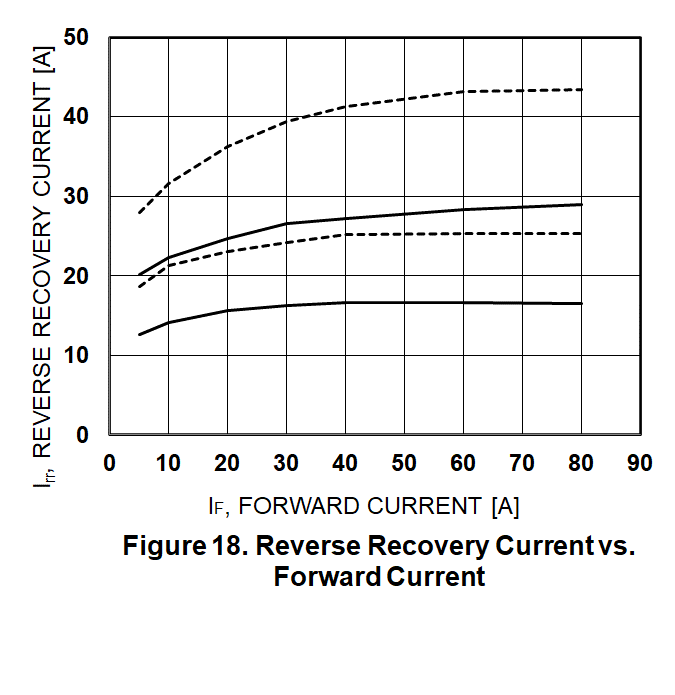 50
40
30
20
10
0
0 10 20 30 40 50 60 70 80 90
Irr, REVERSE RECOVERY CURRENT [A]
IF, FORWARD CURRENT [A]
Figure 18. Reverse Recovery Current vs.
Forward Current